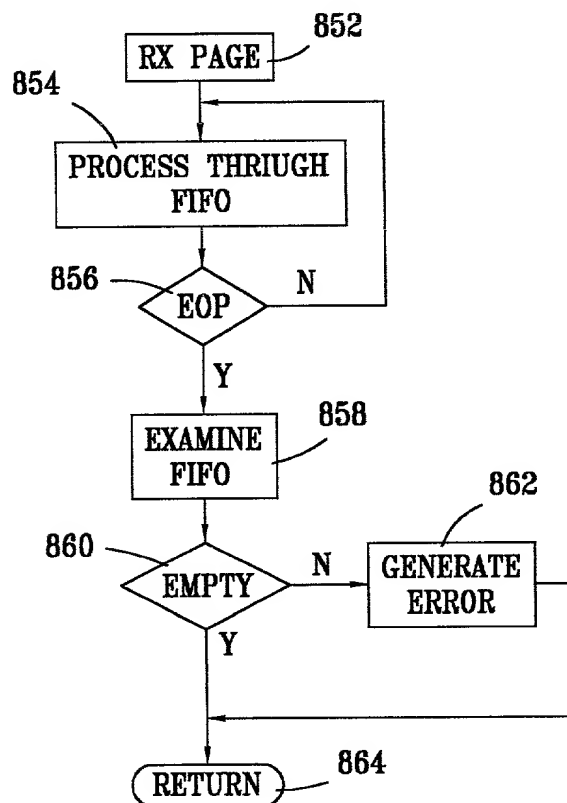 852
RX PAGE
854
PROCESS THRIUGH
FIFO
856
EOP
N
Y
858
EXAMINE
FIFO
860
EMPTY
N
862
GENERATE
ERROR
Y
RETURN
864